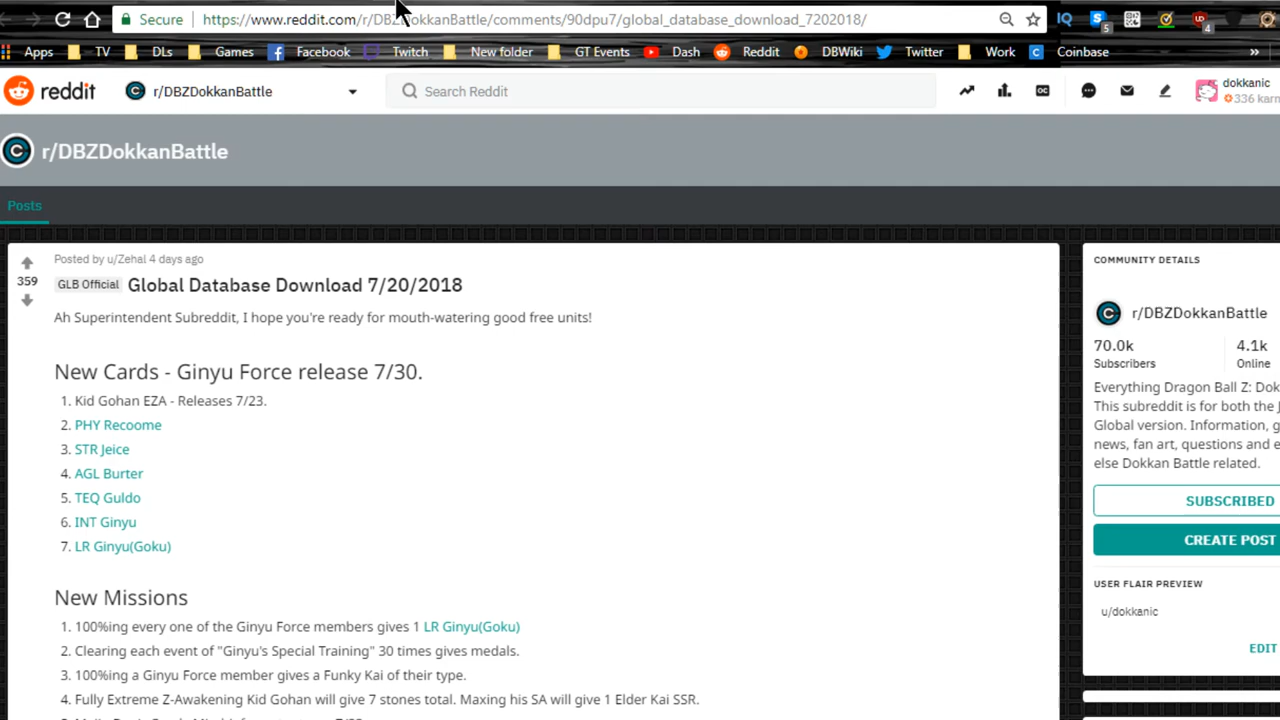 Secure https://www.reddit.com/r/DBZDokkanBattle/comments/90dpu7/global_database_download_7202018/
5 4
Apps TV DLs Games Facebook Twitch New folder GT Events Dash Reddit DBWiki Twitter Work Coinbase »
reddit r/DBZDokkanBattle Search Reddit dokkanic
336 karm
r/DBZDokkanBattle
Posts
Posted by u/Zehal 4 days ago
359
GLB Official Global Database Download 7/20/2018
Ah Superintendent Subreddit, I hope you're ready for mouth-watering good free units!
New Cards - Ginyu Force release 7/30.
1. Kid Gohan EZA - Releases 7/23.
2. PHY Recoome
3. STR Jeice
4. AGL Burter
5. TEQ Guldo
6. INT Ginyu
7. LR Ginyu(Goku)
New Missions
1. 100%ing every one of the Ginyu Force members gives 1 LR Ginyu(Goku)
2. Clearing each event of "Ginyu's Special Training" 30 times gives medals.
3. 100%ing a Ginyu Force member gives a Funky Kai of their type.
4. Fully Extreme Z-Awakening Kid Gohan will give stones total. Maxing his SA will give 1 Elder Kai SSR.
COMMUNITY DETAILS
r/DBZDokkanBattle
70.0k 4.1k
Subscribers Online
Everything Dragon Ball Z: Dok
This subreddit is for both the J
Global version. Information, g
news, fan art, questions and e
else Dokkan Battle related.
SUBSCRIBED
CREATE POST
USER FLAIR PREVIEW
u/dokkanic
EDIT